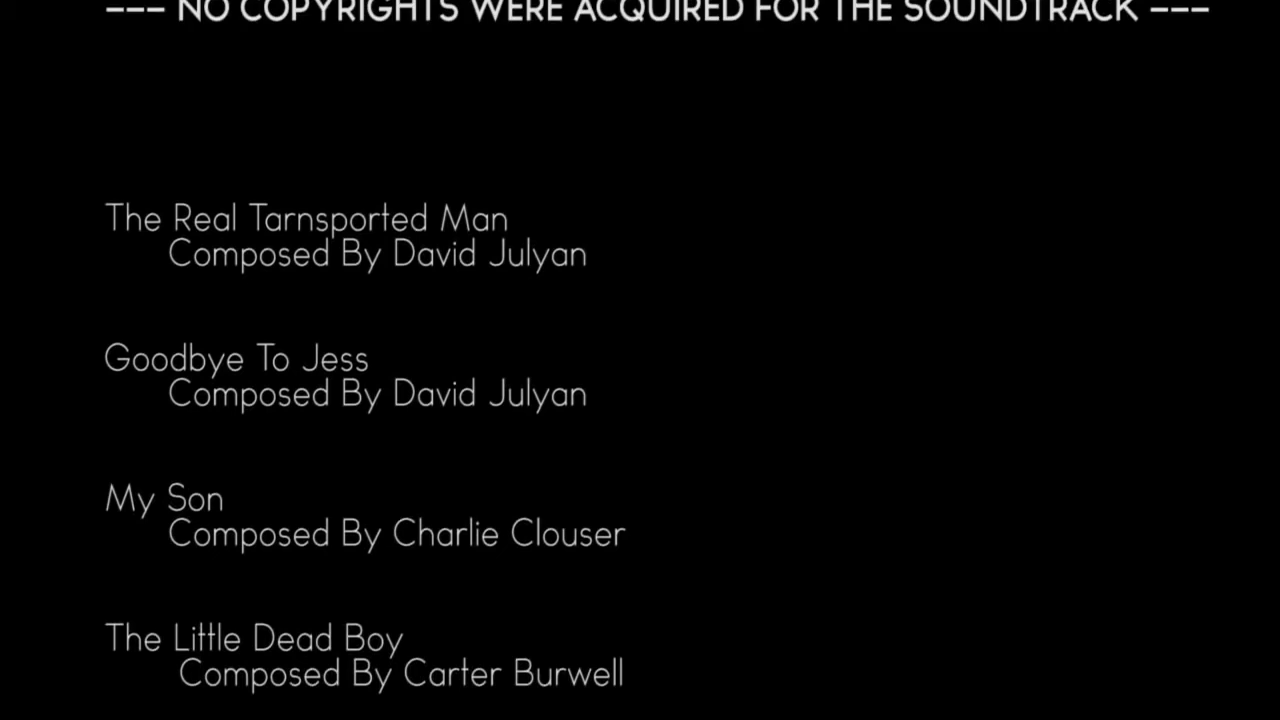 --- NO COPYRIGHTS WERE ACQUIRED FOR THE SOUNDTRACK ---
The Real Tarnsported Man
Composed By David Julyan
Goodbye To Jess
Composed By David Julyan
My Son
Composed By Charlie Clouser
The Little Dead Boy
Composed By Carter Burwell